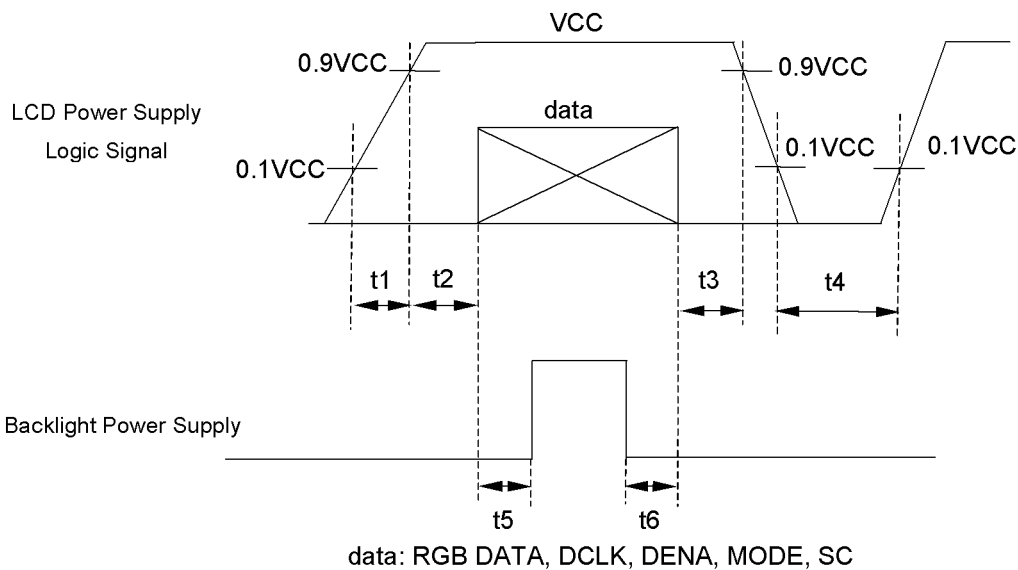 VCC
0.9VCC
0.9VCC
LCD Power Supply
data
Logic Signal
0.1VCC
0.1VCC
0.1VCC
t1
t2
t3
t4
Backlight Power Supply
t5
t6
data: RGB DATA, DCLK, DENA, MODE, SC